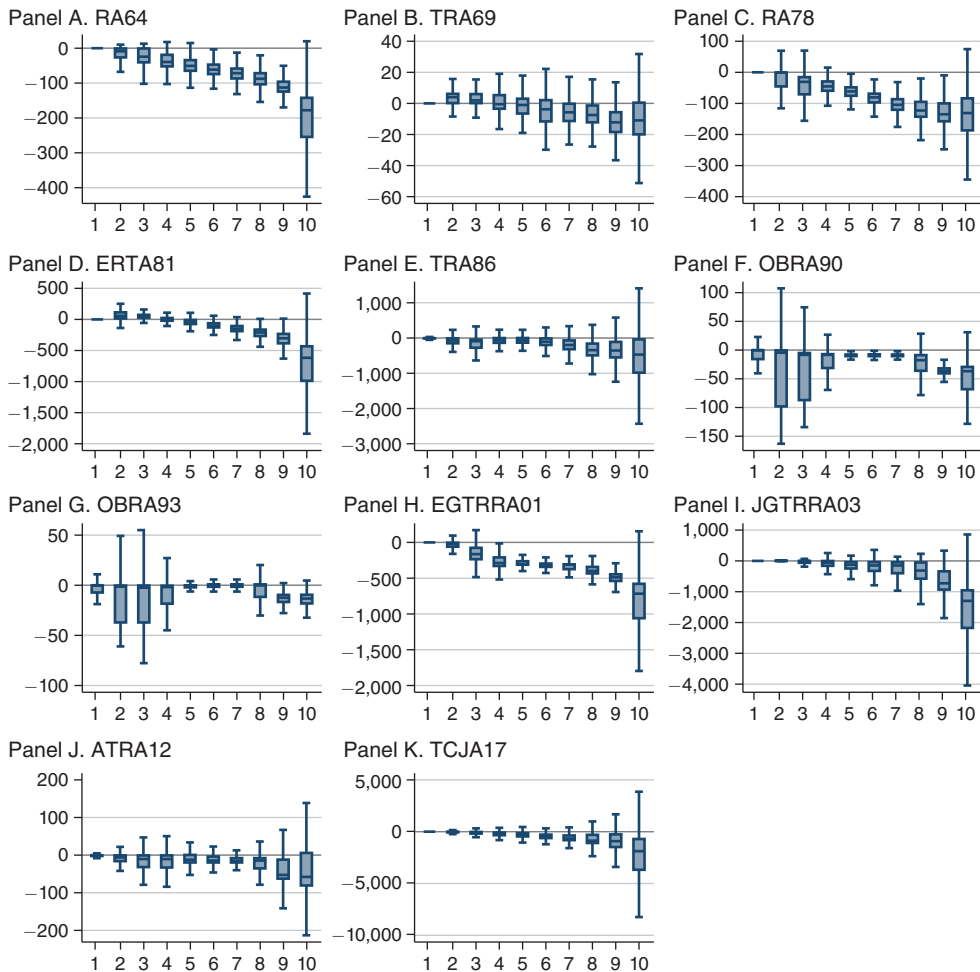 Panel A. RA64
0
−100
−200
−300
−400
1 2 3 4 5 6 7 8 9 10
Panel B. TRA69
40
20
0
−20
−40
−60
1 2 3 4 5 6 7 8 9 10
Panel C. RA78
100
0
−100
−200
−300
−400
1 2 3 4 5 6 7 8 9 10
Panel D. ERTA81
500
0
−500
−1,000
−1,500
−2,000
1 2 3 4 5 6 7 8 9 10
Panel E. TRA86
1,000
0
−1,000
−2,000
−3,000
1 2 3 4 5 6 7 8 9 10
Panel F. OBRA90
100
50
0
−50
−100
−150
1 2 3 4 5 6 7 8 9 10
Panel G. OBRA93
50
0
−50
−100
1 2 3 4 5 6 7 8 9 10
Panel H. EGTRRA01
0
−500
−1,000
−1,500
−2,000
1 2 3 4 5 6 7 8 9 10
Panel I. JGTRRA03
1,000
0
−1,000
−2,000
−3,000
−4,000
1 2 3 4 5 6 7 8 9 10
Panel J. ATRA12
200
100
0
−100
−200
1 2 3 4 5 6 7 8 9 10
Panel K. TCJA17
5,000
0
−5,000
−10,000
1 2 3 4 5 6 7 8 9 10